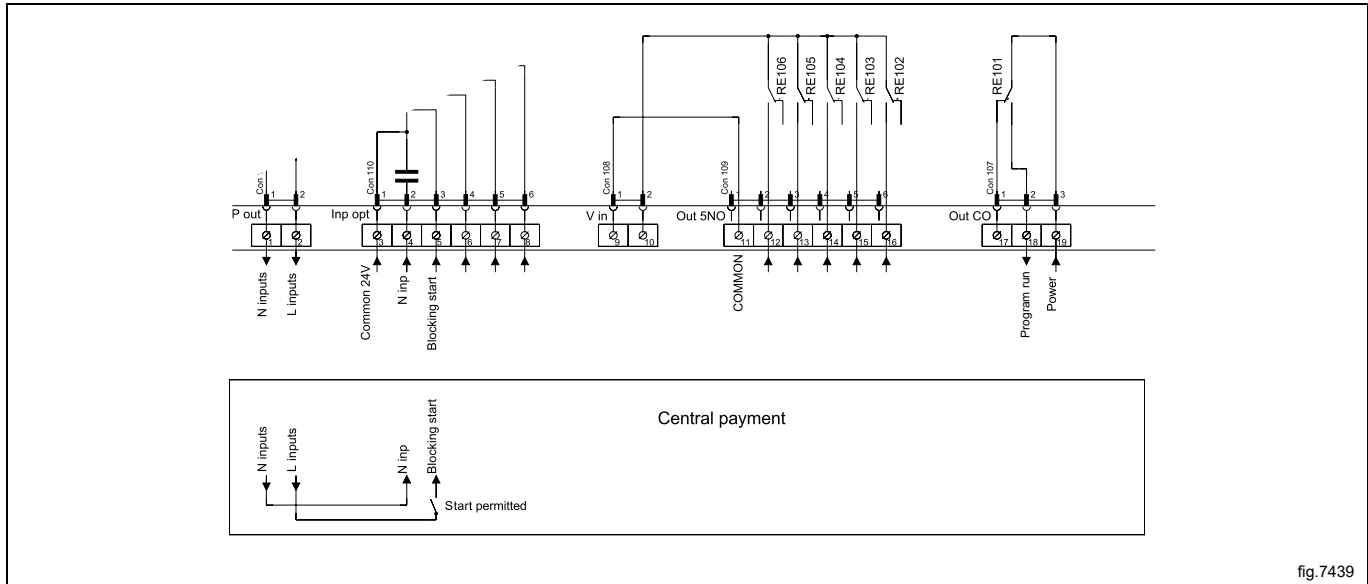 RE106
RE105
RE104
RE103
RE102
RE101
Con
Con 110
Con 108
Con 109
Con 107
1 2
1 2 3 4 5 6
1 2
1 2 3 4 5 6
1 2 3
P out
Inp opt
V in
Out 5NO
Out CO
1 2
3 4 5 6 7 8
9 10
11 12 13 14 15 16
17 18 19
N inputs
L inputs
Common 24V
N inp
Blocking start
COMMON
Program run
Power
Central payment
N inputs
L inputs
N inp
Blocking start
Start permitted
fig.7439